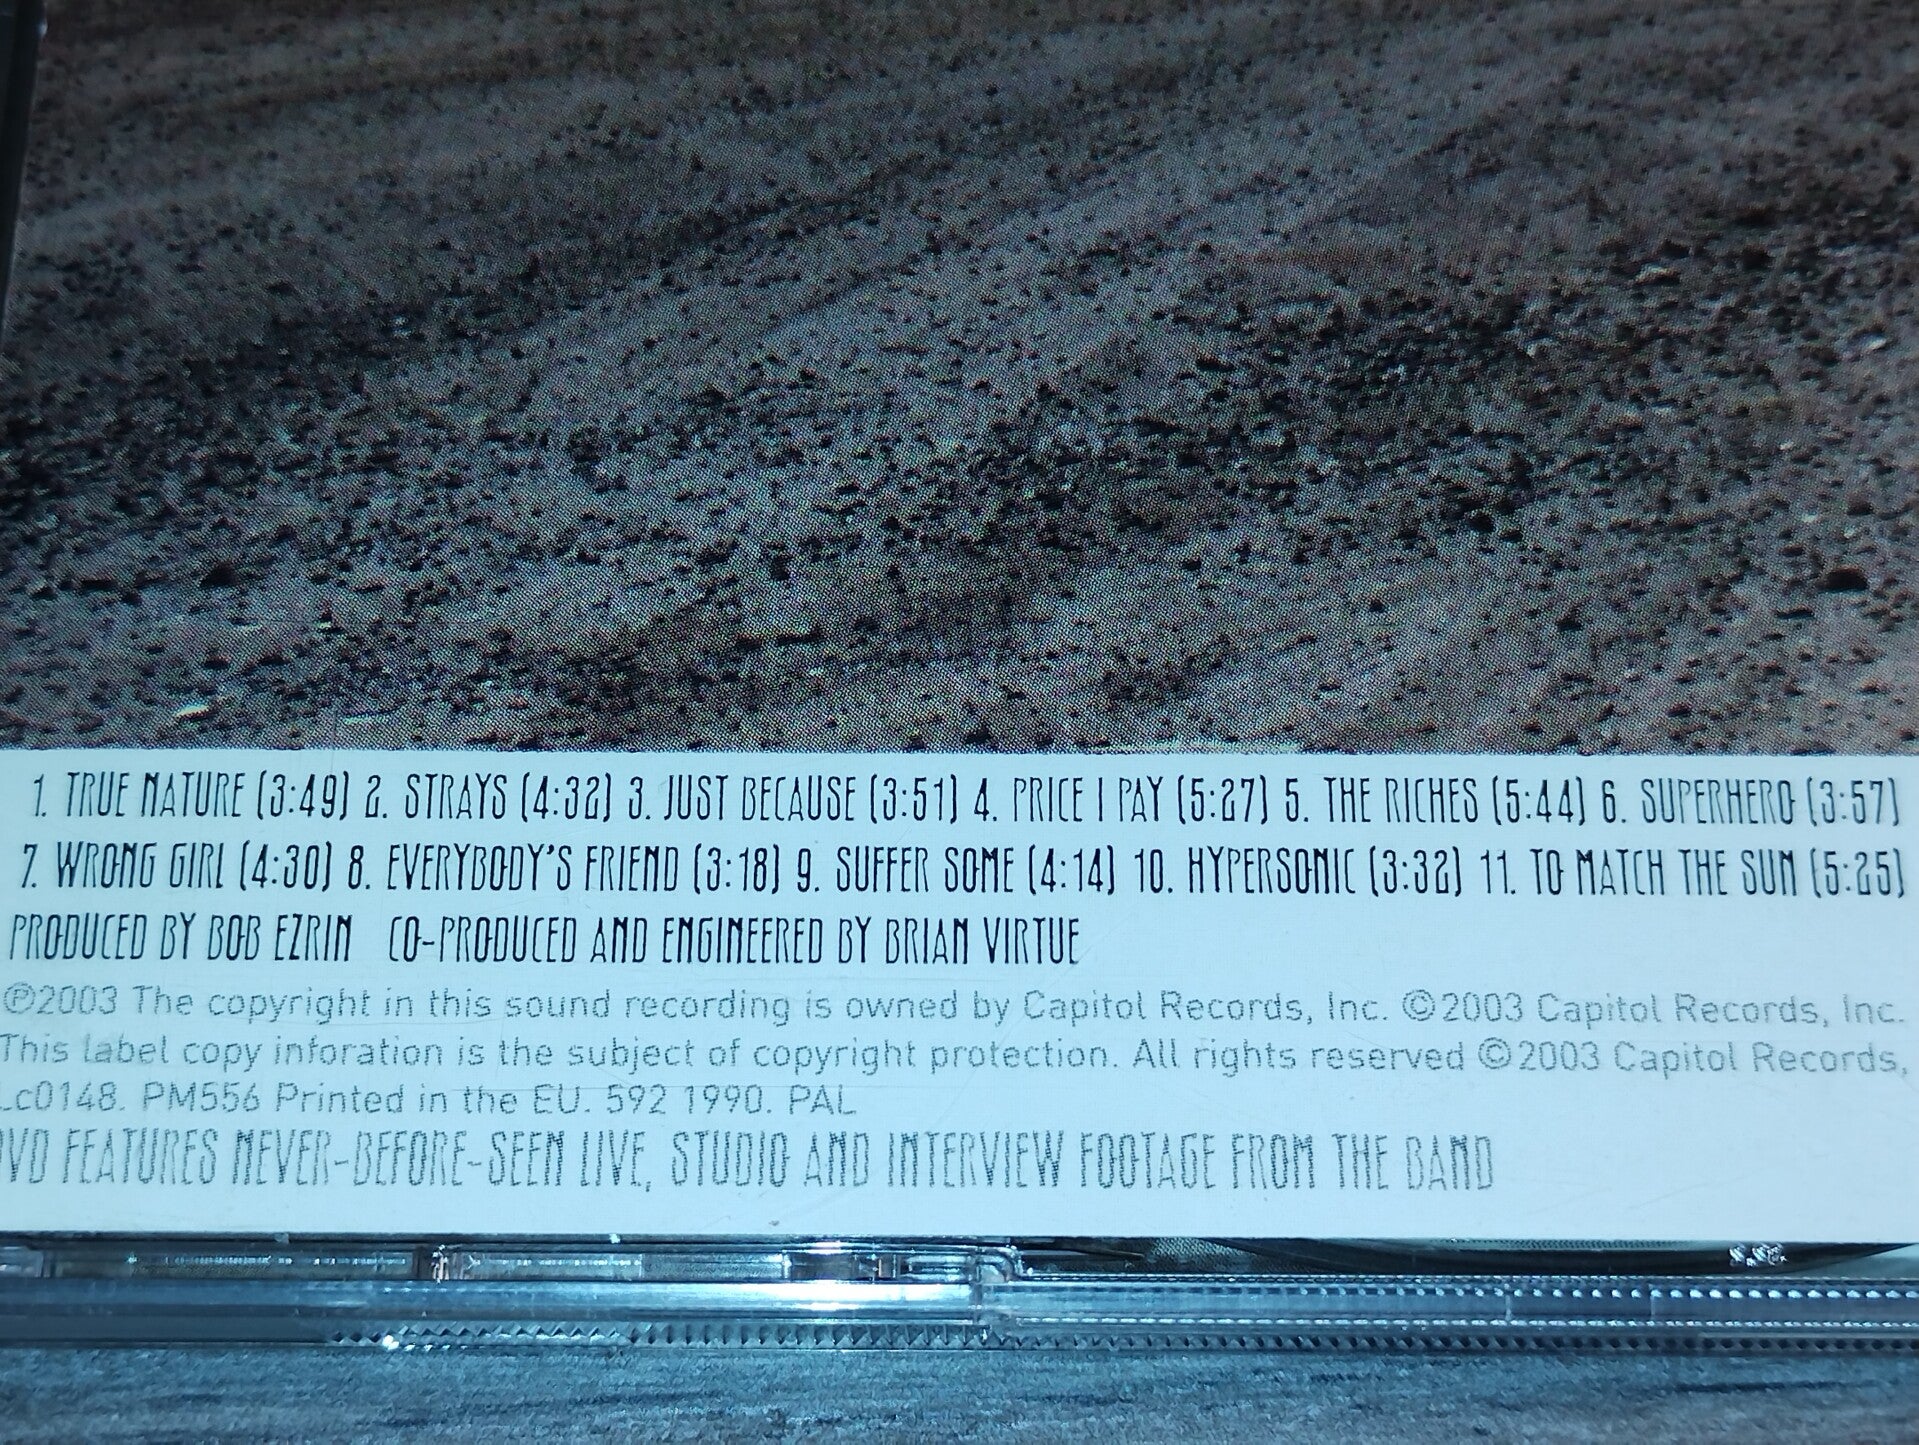 1. TRUE NATURE (3:49) 2. STRAYS (4:32) 3. JUST BECAUSE (3:51) 4. PRICE I PAY (5:27) 5. THE RICHES (5:44) 6. SUPERHERO (3:57)
7. WRONG GIRL (4:30) 8. EVERYBODY'S FRIEND (3:18) 9. SUFFER SOME (4:14) 10. HYPERSONIC (3:32) 11. TO MATCH THE SUN (5:25)
PRODUCED BY BOB EZRIN CO-PRODUCED AND ENGINEERED BY BRIAN VIRTUE
℗2003 The copyright in this sound recording is owned by Capitol Records, Inc. ©2003 Capitol Records, Inc.
This label copy inforation is the subject of copyright protection. All rights reserved ©2003 Capitol Records,
Lc0148. PM556 Printed in the EU. 592 1990. PAL
DVD FEATURES NEVER-BEFORE-SEEN LIVE, STUDIO AND INTERVIEW FOOTAGE FROM THE BAND